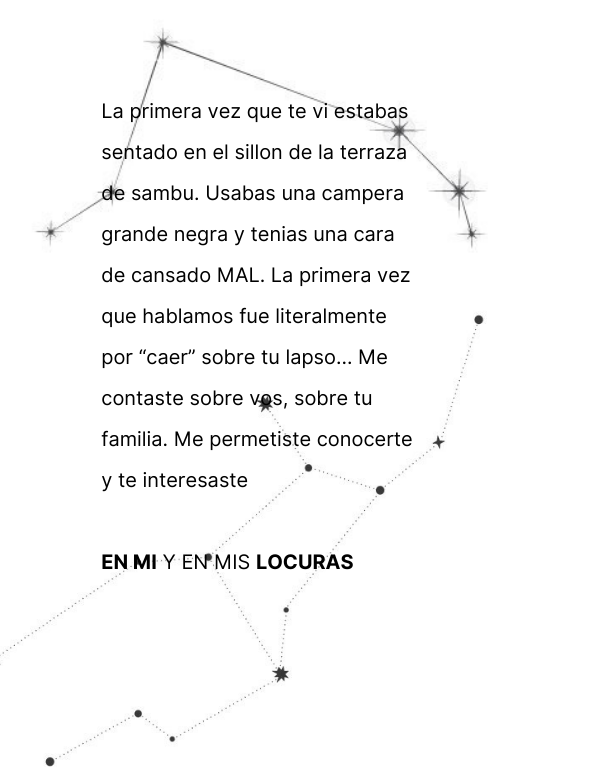 La primera vez que te vi estabas
sentado en el sillon de la terraza
de sambu. Usabas una campera
grande negra y tenias una cara
de cansado MAL. La primera vez
que hablamos fue literalmente
por “caer” sobre tu lapso... Me
contaste sobre vos, sobre tu
familia. Me permetiste conocerte
y te interesaste
EN MI Y EN MIS LOCURAS